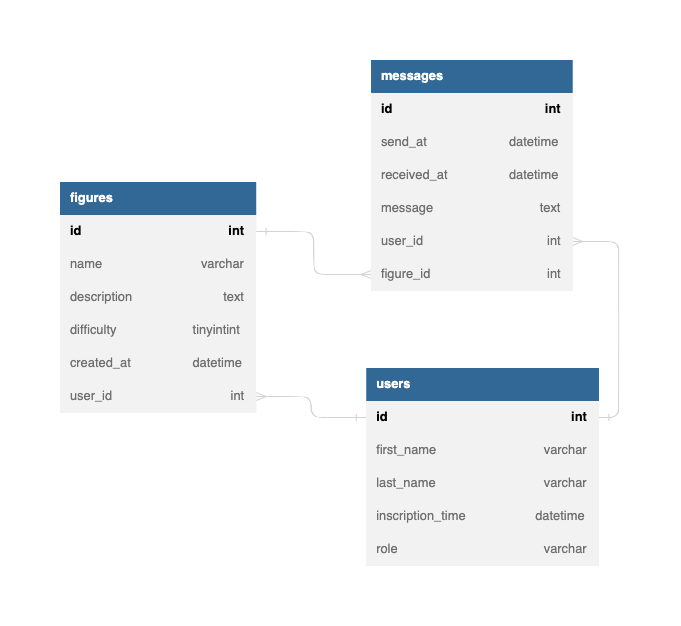 messages
id int
send_at datetime
received_at datetime
message text
user_id int
figure_id int
figures
id int
name varchar
description text
difficulty tinyintint
created_at datetime
user_id int
users
id int
first_name varchar
last_name varchar
inscription_time datetime
role varchar